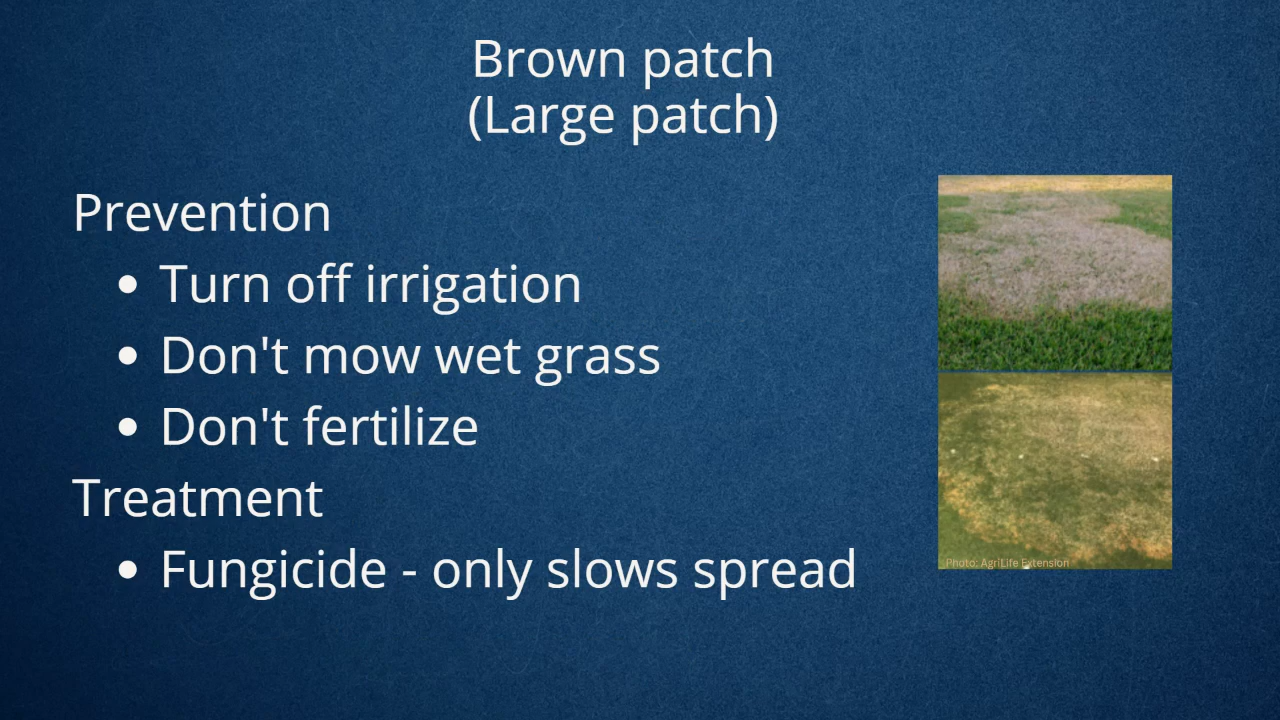 Brown patch
(Large patch)
Prevention
• Turn off irrigation
• Don't mow wet grass
• Don't fertilize
Treatment
• Fungicide - only slows spread
Photo: AgriLife Extension